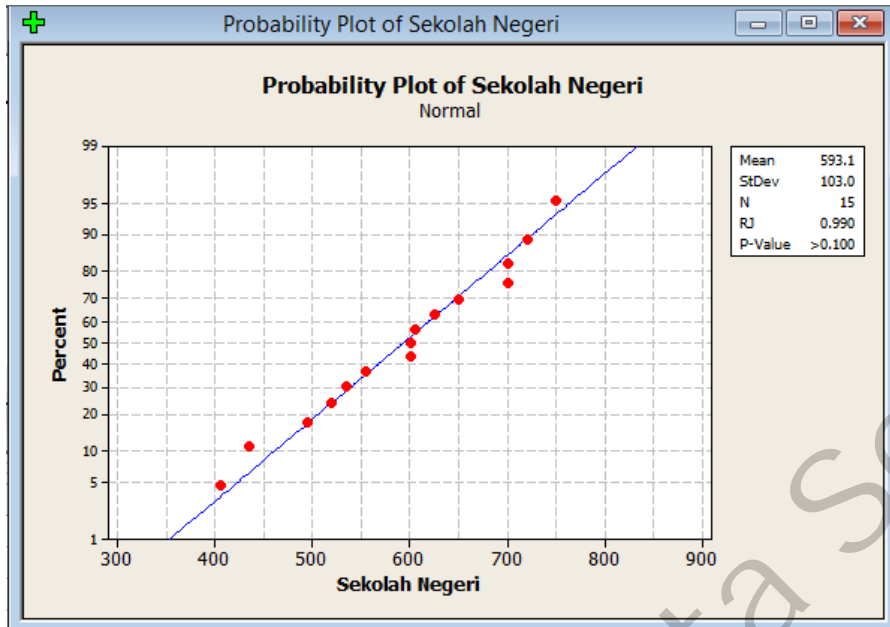 Probability Plot of Sekolah Negeri
Probability Plot of Sekolah Negeri
Normal
99
95
90
80
70
60
50
40
30
20
10
5
1
Percent
300 400 500 600 700 800 900
Sekolah Negeri
Mean 593.1
StDev 103.0
N 15
RJ 0.990
P-Value >0.100
ta So